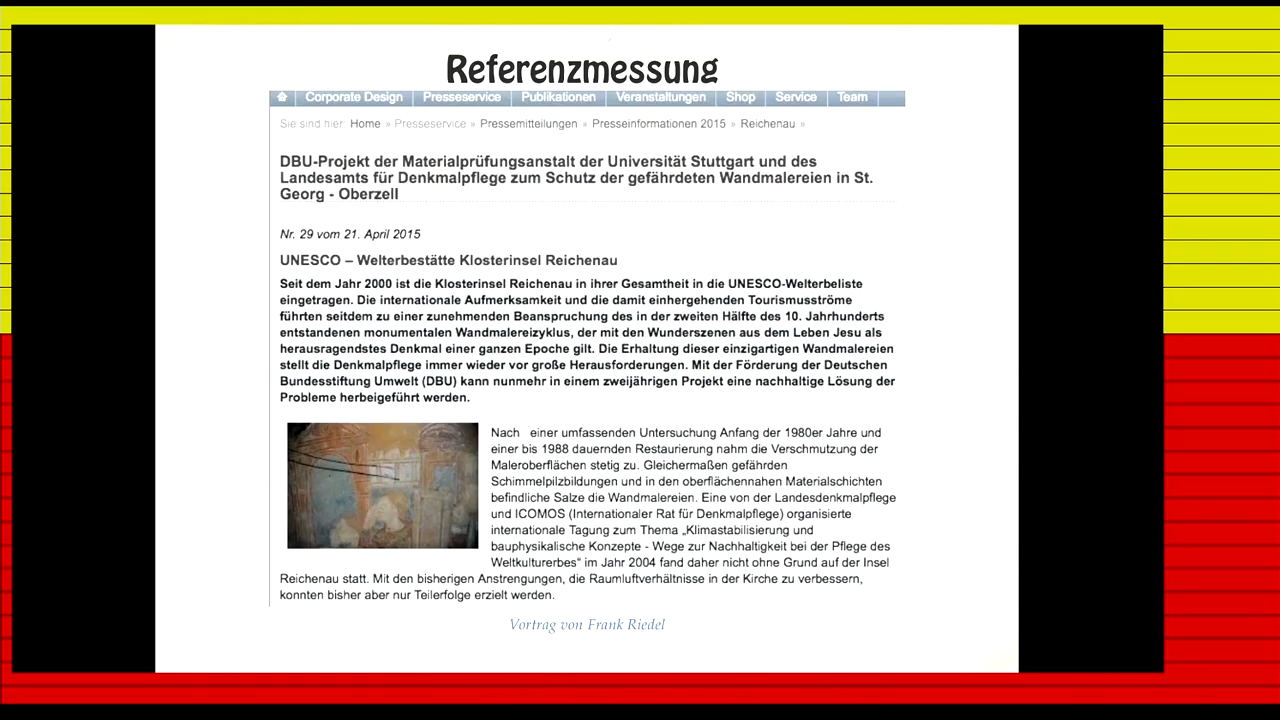 Referenzmessung
Corporate Design Presseservice Publikationen Veranstaltungen Shop Service Team
Sie sind hier: Home » Presseservice » Pressemitteilungen » Presseinformationen 2015 » Reichenau »
DBU-Projekt der Materialprüfungsanstalt der Universität Stuttgart und des
Landesamts für Denkmalpflege zum Schutz der gefährdeten Wandmalereien in St.
Georg - Oberzell
Nr. 29 vom 21. April 2015
UNESCO – Welterbestätte Klosterinsel Reichenau
Seit dem Jahr 2000 ist die Klosterinsel Reichenau in ihrer Gesamtheit in die UNESCO-Welterbeliste
eingetragen. Die internationale Aufmerksamkeit und die damit einhergehenden Tourismusströme
führten seitdem zu einer zunehmenden Beanspruchung des in der zweiten Hälfte des 10. Jahrhunderts
entstandenen monumentalen Wandmalereizyklus, der mit den Wunderszenen aus dem Leben Jesu als
herausragendstes Denkmal einer ganzen Epoche gilt. Die Erhaltung dieser einzigartigen Wandmalereien
stellt die Denkmalpflege immer wieder vor große Herausforderungen. Mit der Förderung der Deutschen
Bundesstiftung Umwelt (DBU) kann nunmehr in einem zweijährigen Projekt eine nachhaltige Lösung der
Probleme herbeigeführt werden.
Nach einer umfassenden Untersuchung Anfang der 1980er Jahre und
einer bis 1988 dauernden Restaurierung nahm die Verschmutzung der
Maleroberflächen stetig zu. Gleichermaßen gefährden
Schimmelpilzbildungen und in den oberflächennahen Materialschichten
befindliche Salze die Wandmalereien. Eine von der Landesdenkmalpflege
und ICOMOS (Internationaler Rat für Denkmalpflege) organisierte
internationale Tagung zum Thema „Klimastabilisierung und
bauphysikalische Konzepte - Wege zur Nachhaltigkeit bei der Pflege des
Weltkulturerbes“ im Jahr 2004 fand daher nicht ohne Grund auf der Insel
Reichenau statt. Mit den bisherigen Anstrengungen, die Raumluftverhältnisse in der Kirche zu verbessern,
konnten bisher aber nur Teilerfolge erzielt werden.
Vortrag von Frank Riedel